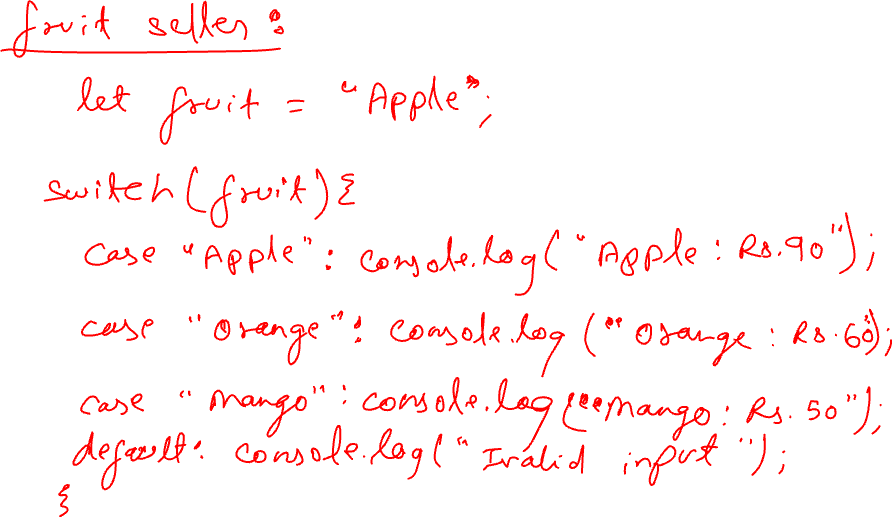 fruit seller :
let fruit = "Apple";
switch(fruit){
case "Apple": console.log("Apple : Rs.90");
case "Orange": console.log("Orange : Rs.60");
case "mango": console.log("mango: Rs. 50");
default: console.log("Ivalid input");
}